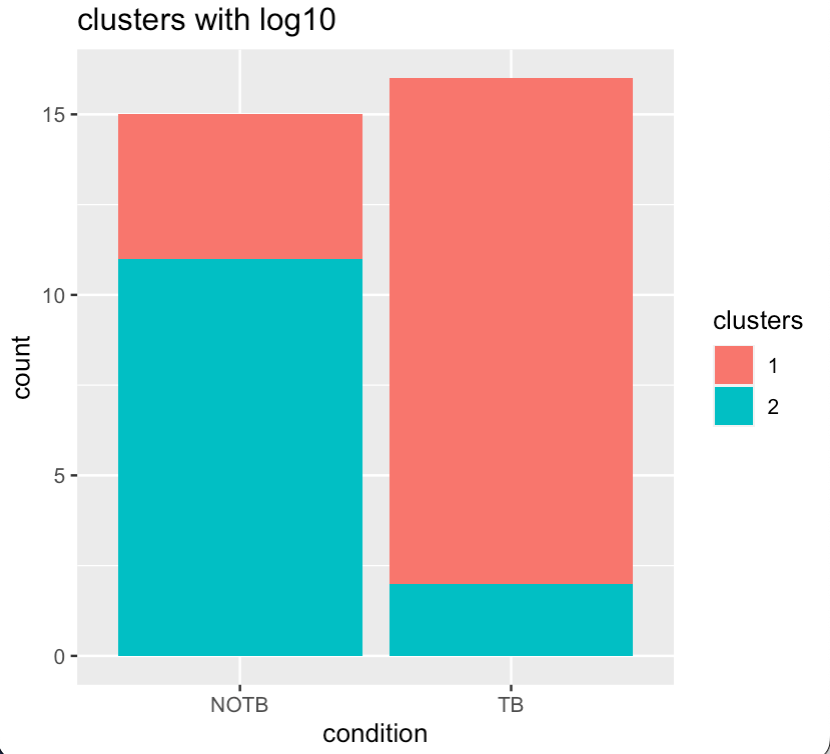 clusters with log10
15
10
5
0
count
NOTB
TB
condition
clusters
1
2